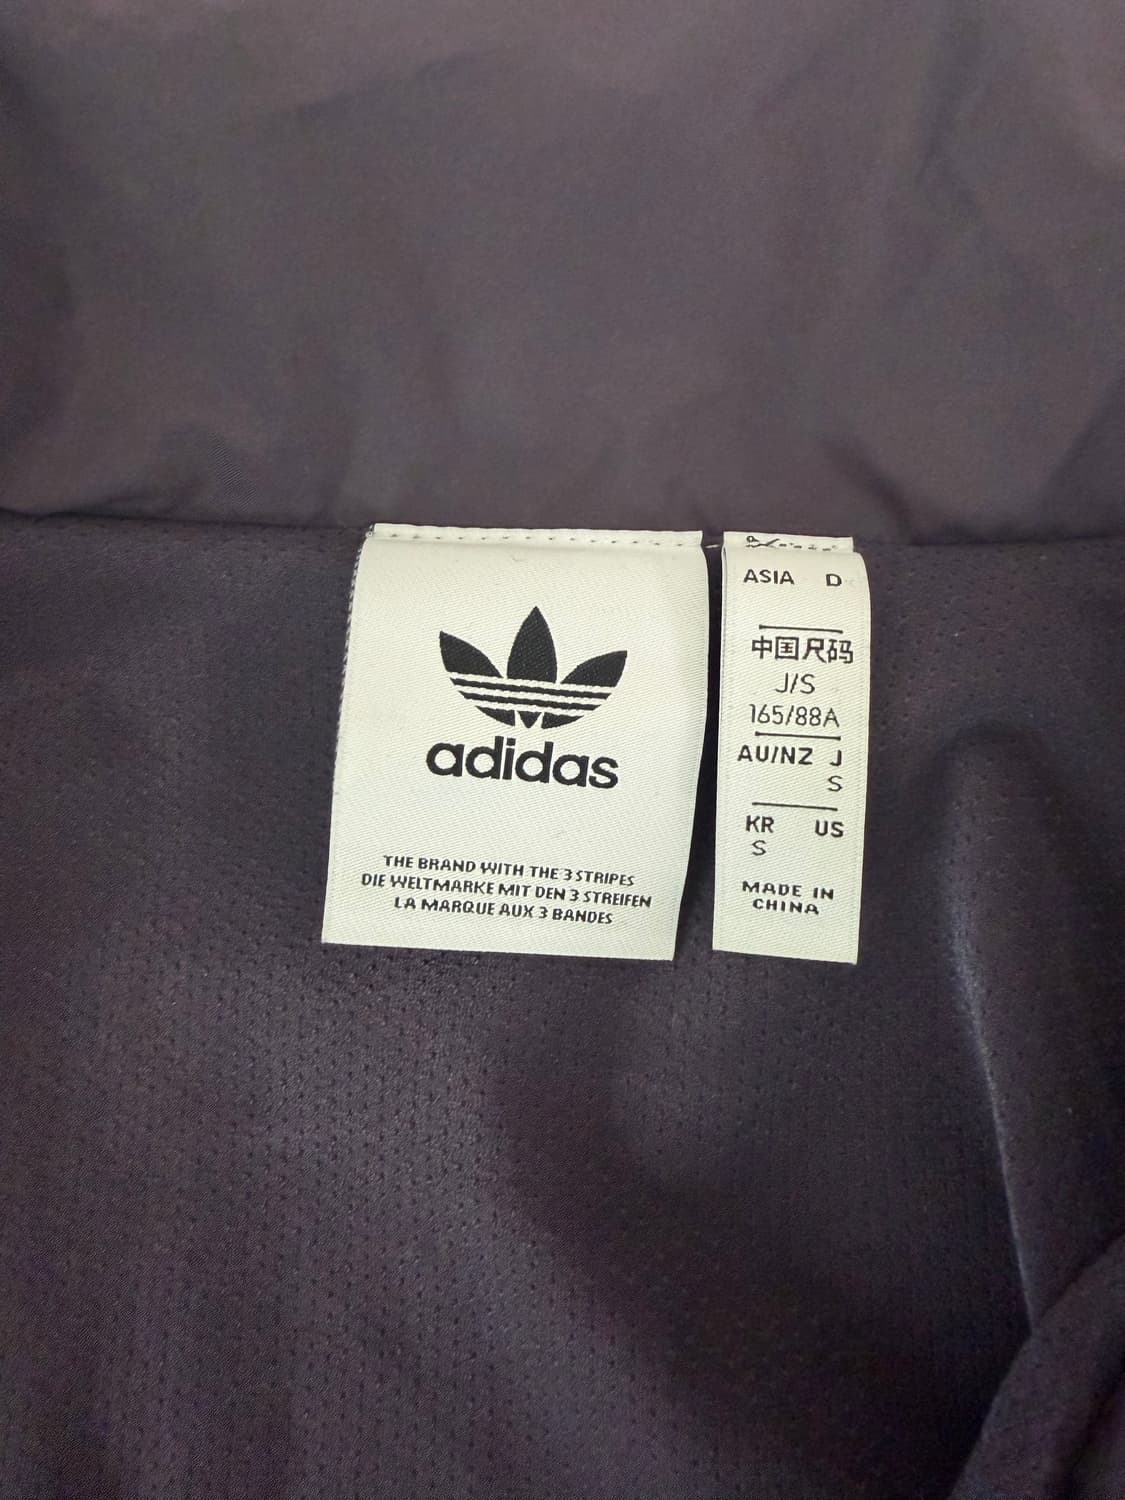 adidas
THE BRAND WITH THE 3 STRIPES
DIE WELTMARKE MIT DEN 3 STREIFEN
LA MARQUE AUX 3 BANDES
ASIA D
中国尺码
J/S
165/88A
AU/NZ J
S
KR US
S
MADE IN
CHINA